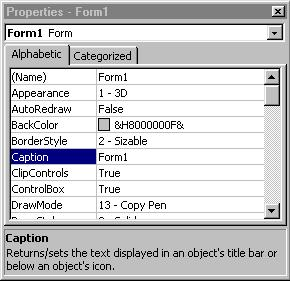 Properties - Form1
Form1 Form
Alphabetic Categorized
(Name) Form1
Appearance 1 - 3D
AutoRedraw False
BackColor &H8000000F&
BorderStyle 2 - Sizable
Caption Form1
ClipControls True
ControlBox True
DrawMode 13 - Copy Pen
Caption
Returns/sets the text displayed in an object's title bar or
below an object's icon.